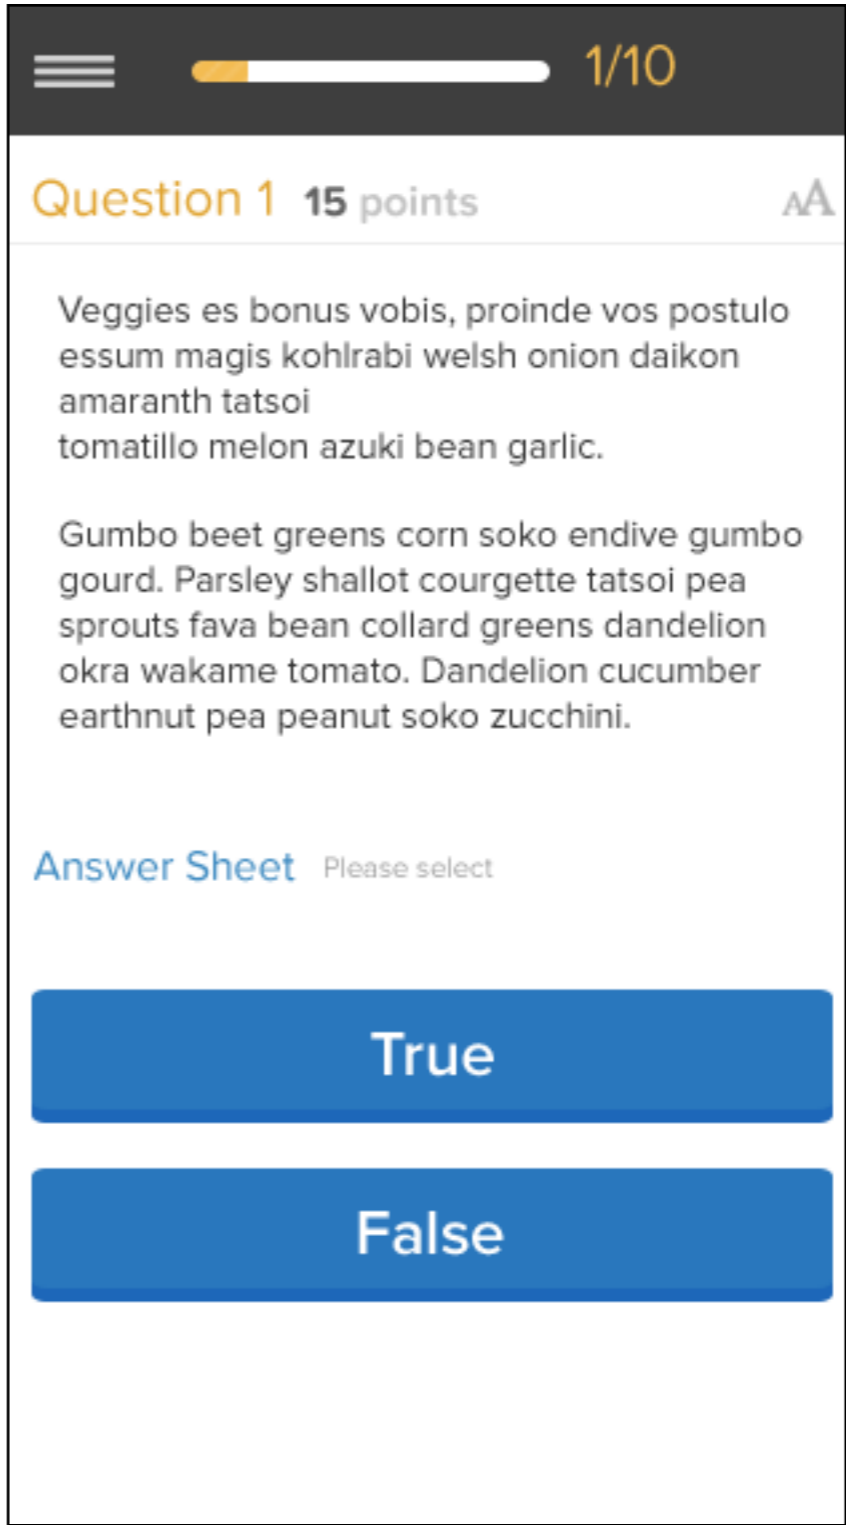 1/10
Question 1 15 points AA
Veggies es bonus vobis, proinde vos postulo
essum magis kohlrabi welsh onion daikon
amaranth tatsoi
tomatillo melon azuki bean garlic.
Gumbo beet greens corn soko endive gumbo
gourd. Parsley shallot courgette tatsoi pea
sprouts fava bean collard greens dandelion
okra wakame tomato. Dandelion cucumber
earthnut pea peanut soko zucchini.
Answer Sheet Please select
True
False